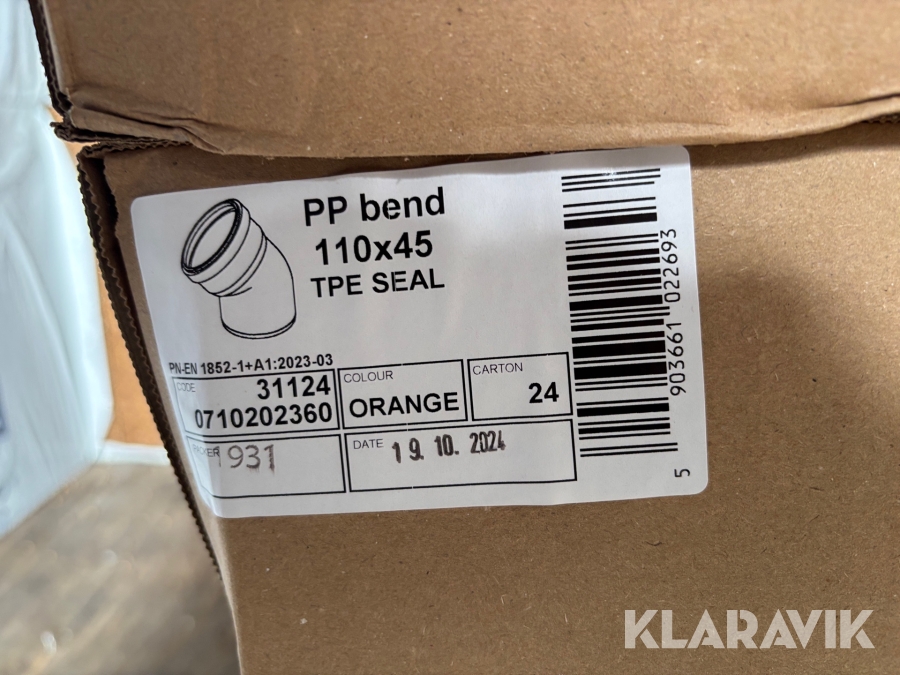 PP bend
110x45
TPE SEAL
PN-EN 1852-1+A1:2023-03
CODE
31124
0710202360
COLOUR
ORANGE
CARTON
24
PACKER
1931
DATE
19. 10. 2024
5 903661 022693
KLARAVIK